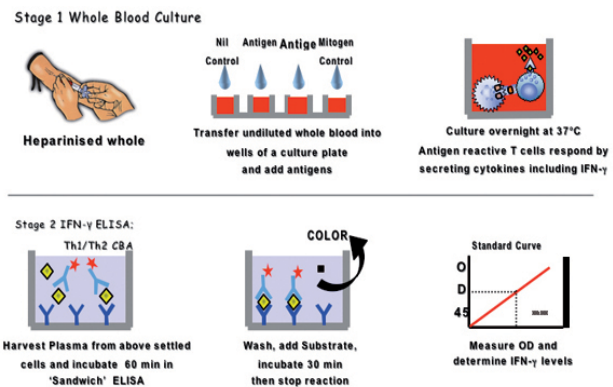 Stage 1 Whole Blood Culture
Nil Antigen Antige Mitogen
Control Control
Heparinised whole
Transfer undiluted whole blood into
wells of a culture plate
and add antigens
Culture overnight at 37°C
Antigen reactive T cells respond by
secreting cytokines including IFN-γ
Stage 2 IFN-γ ELISA;
Th1/Th2 CBA
COLOR
Standard Curve
O
D
45
Harvest Plasma from above settled
cells and incubate 60 min in
‘Sandwich’ ELISA
Wash, add Substrate,
incubate 30 min
then stop reaction
Measure OD and
determine IFN-γ levels